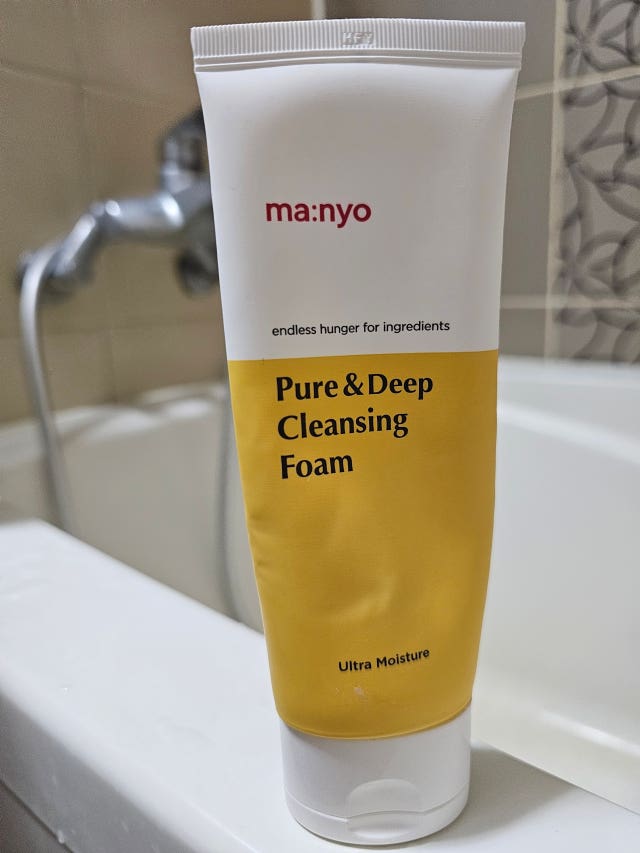 ma:nyo
endless hunger for ingredients
Pure & Deep
Cleansing
Foam
Ultra Moisture